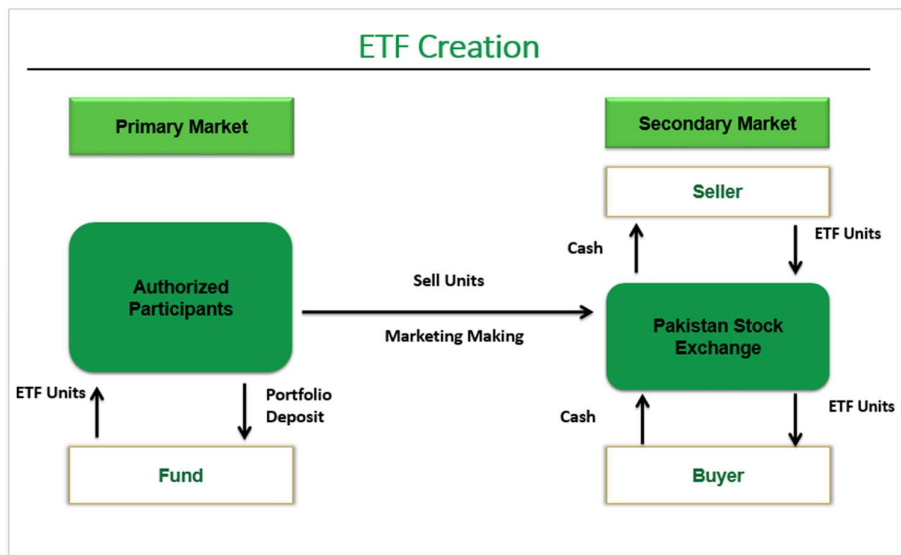 ETF Creation
Primary Market
Secondary Market
Seller
Cash
ETF Units
Authorized
Participants
Sell Units
Marketing Making
Pakistan Stock
Exchange
ETF Units
Portfolio
Deposit
Cash
ETF Units
Fund
Buyer